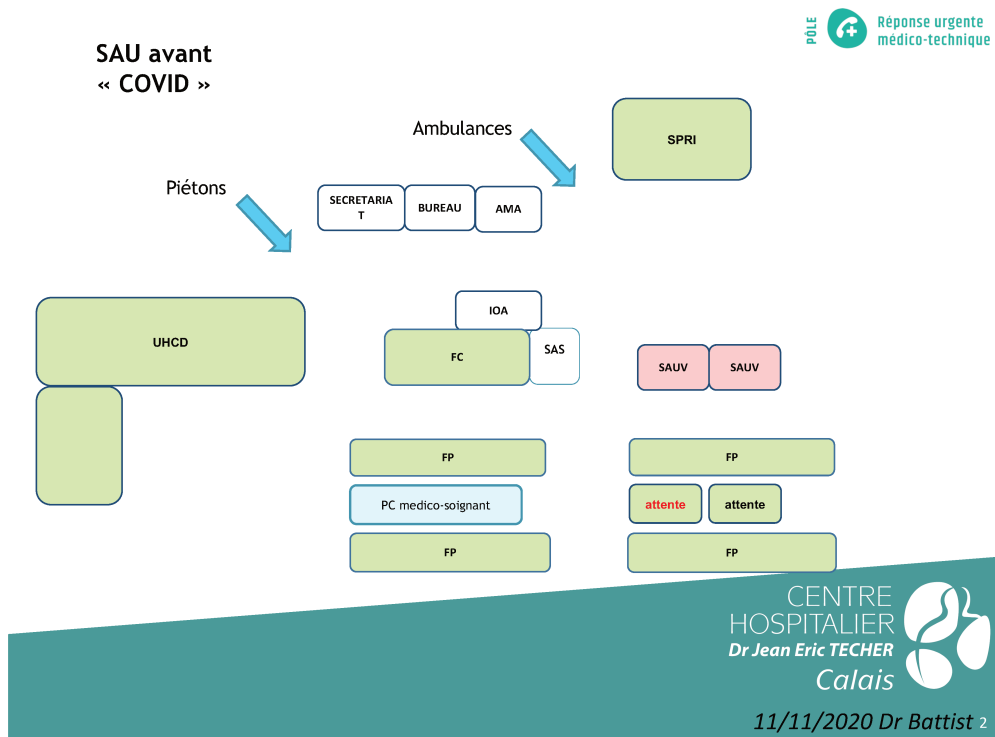 SAU avant
« COVID »
PÔLE
Réponse urgente
médico-technique
Ambulances
SPRI
Piétons
SECRETARIA
T
BUREAU
AMA
IOA
UHCD
FC
SAS
SAUV
SAUV
FP
FP
PC medico-soignant
attente
attente
FP
FP
CENTRE
HOSPITALIER
Dr Jean Eric TECHER
Calais
11/11/2020 Dr Battist
2